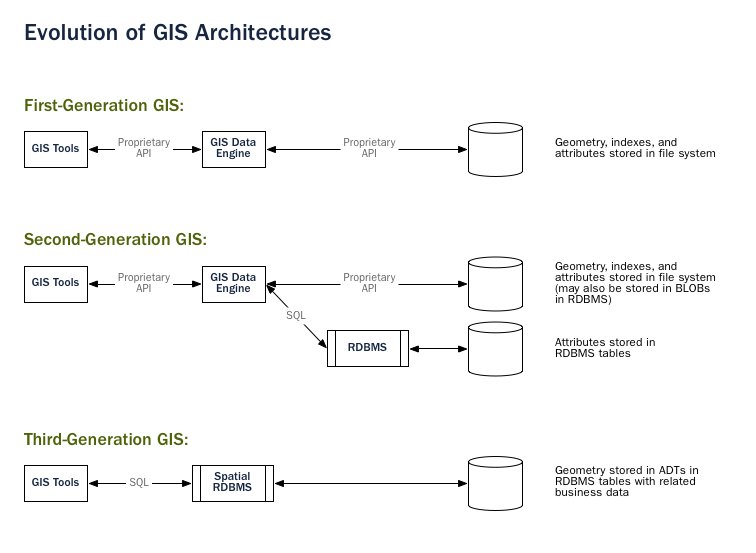 Evolution of GIS Architectures
First-Generation GIS:
GIS Tools
Proprietary
API
GIS Data
Engine
Proprietary
API
Geometry, indexes, and
attributes stored in file system
Second-Generation GIS:
GIS Tools
Proprietary
API
GIS Data
Engine
Proprietary
API
Geometry, indexes, and
attributes stored in file system
(may also be stored in BLOBs
in RDBMS)
SQL
RDBMS
Attributes stored in
RDBMS tables
Third-Generation GIS:
GIS Tools
SQL
Spatial
RDBMS
Geometry stored in ADTs in
RDBMS tables with related
business data